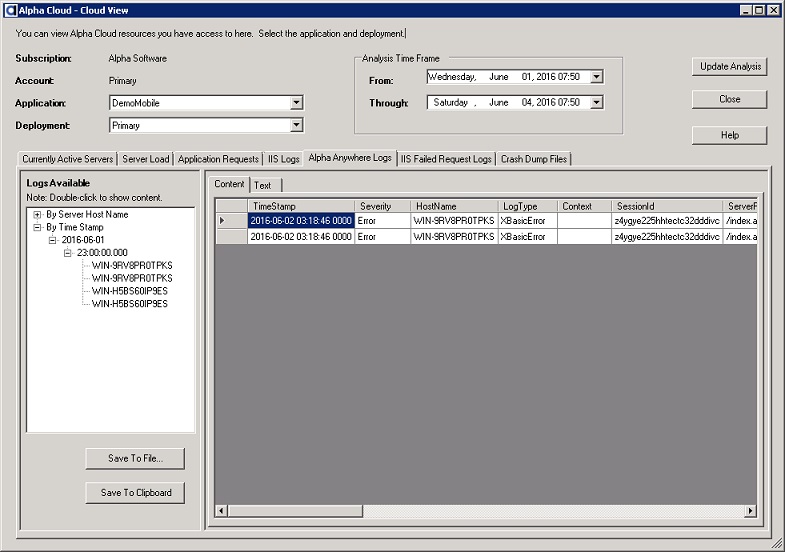 Alpha Cloud - Cloud View
You can view Alpha Cloud resources you have access to here. Select the application and deployment.
Subscription: Alpha Software
Account: Primary
Application: DemoMobile
Deployment: Primary
Analysis Time Frame
From: Wednesday, June 01, 2016 07:50
Through: Saturday , June 04, 2016 07:50
Update Analysis
Close
Help
Currently Active Servers Server Load Application Requests IIS Logs Alpha Anywhere Logs IIS Failed Request Logs Crash Dump Files
Logs Available
Note: Double-click to show content.
By Server Host Name
By Time Stamp
2016-06-01
23:00:00.000
WIN-9RV8PR0TPKS
WIN-9RV8PR0TPKS
WIN-H5BS60IP9ES
WIN-H5BS60IP9ES
Save To File...
Save To Clipboard
Content Text
TimeStamp Severity HostName LogType Context SessionId ServerF
2016-06-02 03:18:46 0000 Error WIN-9RV8PR0TPKS XBasicError z4ygye225hhtectc32dddivc /index.a
2016-06-02 03:18:46 0000 Error WIN-9RV8PR0TPKS XBasicError z4ygye225hhtectc32dddivc /index.a